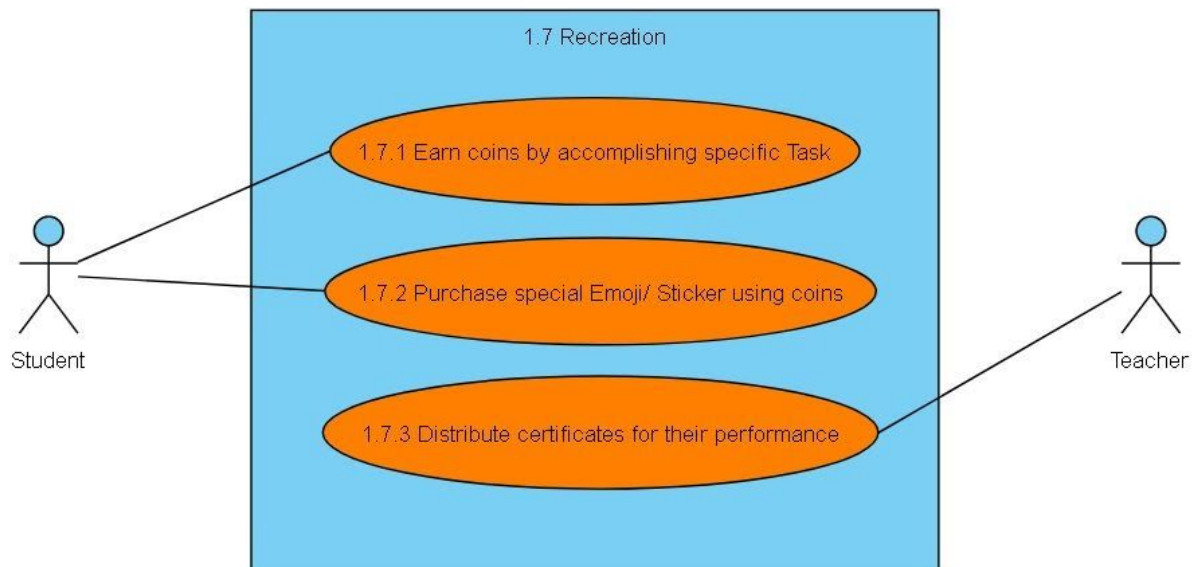 1.7 Recreation
1.7.1 Earn coins by accomplishing specific Task
1.7.2 Purchase special Emoji/ Sticker using coins
1.7.3 Distribute certificates for their performance
Student
Teacher